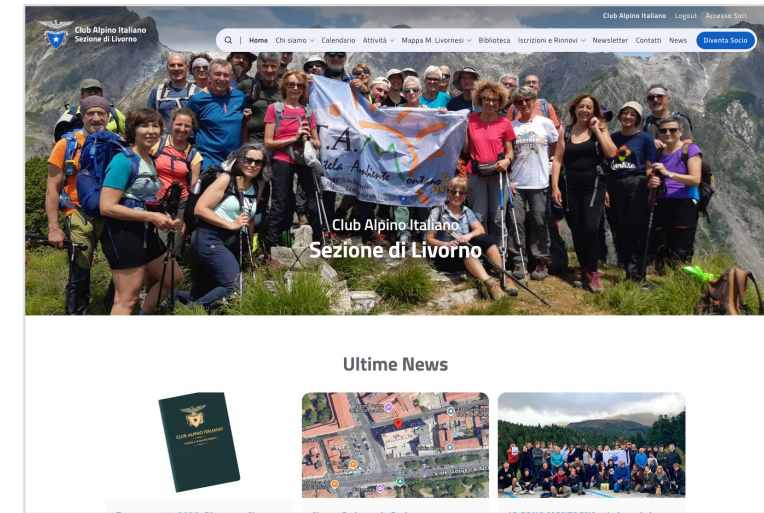 Club Alpino Italiano Logout Accesso Soci
Club Alpino Italiano
Sezione di Livorno
Home Chi siamo Calendario Attività Mappa M. Livornesi Biblioteca Iscrizioni e Rinnovi Newsletter Contatti News Diventa Socio
T.A.M
Club Alpino Italiano
Sezione di Livorno
Ultime News
CLUB ALPINO ITALIANO